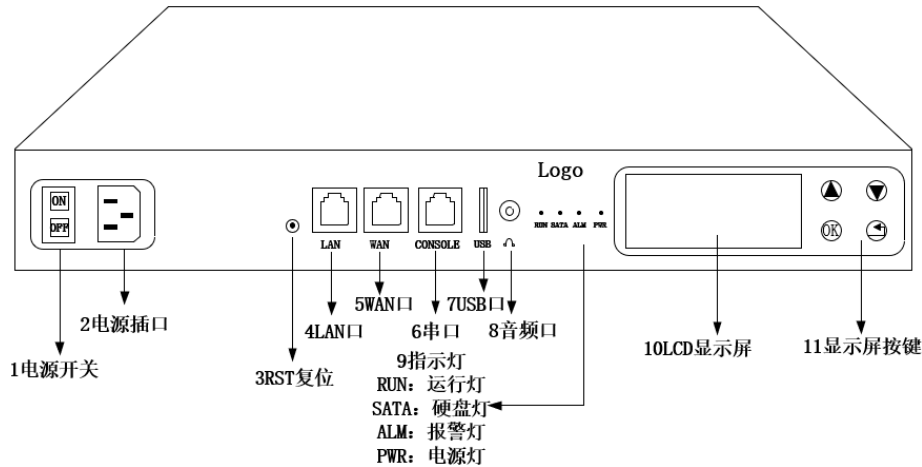 Logo
ON
OFF
LAN
WAN
CONSOLE
USB
RUN SATA ALM PWR
OK
1电源开关
2电源插口
3RST复位
4LAN口
5WAN口
6串口
7USB口
8音频口
9指示灯
RUN：运行灯
SATA：硬盘灯
ALM：报警灯
PWR：电源灯
10LCD显示屏
11显示屏按键